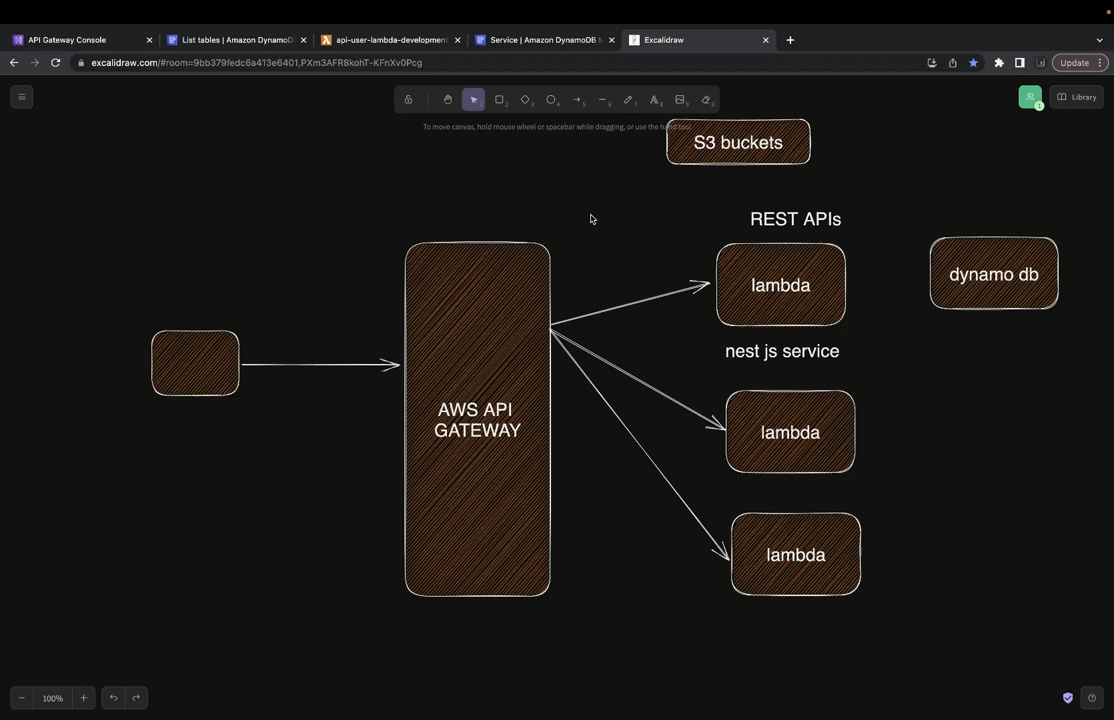 API Gateway Console
List tables | Amazon DynamoD
api-user-lambda-development
Service | Amazon DynamoDB
Excalidraw
excalidraw.com/#room=9bb379fedc6a413e6401,PXm3AFR8kohT-KFnXv0Pcg
Update
Library
To move canvas, hold mouse wheel or spacebar while dragging, or use the hand tool
S3 buckets
REST APIs
lambda
dynamo db
nest js service
AWS API
GATEWAY
lambda
lambda
100%